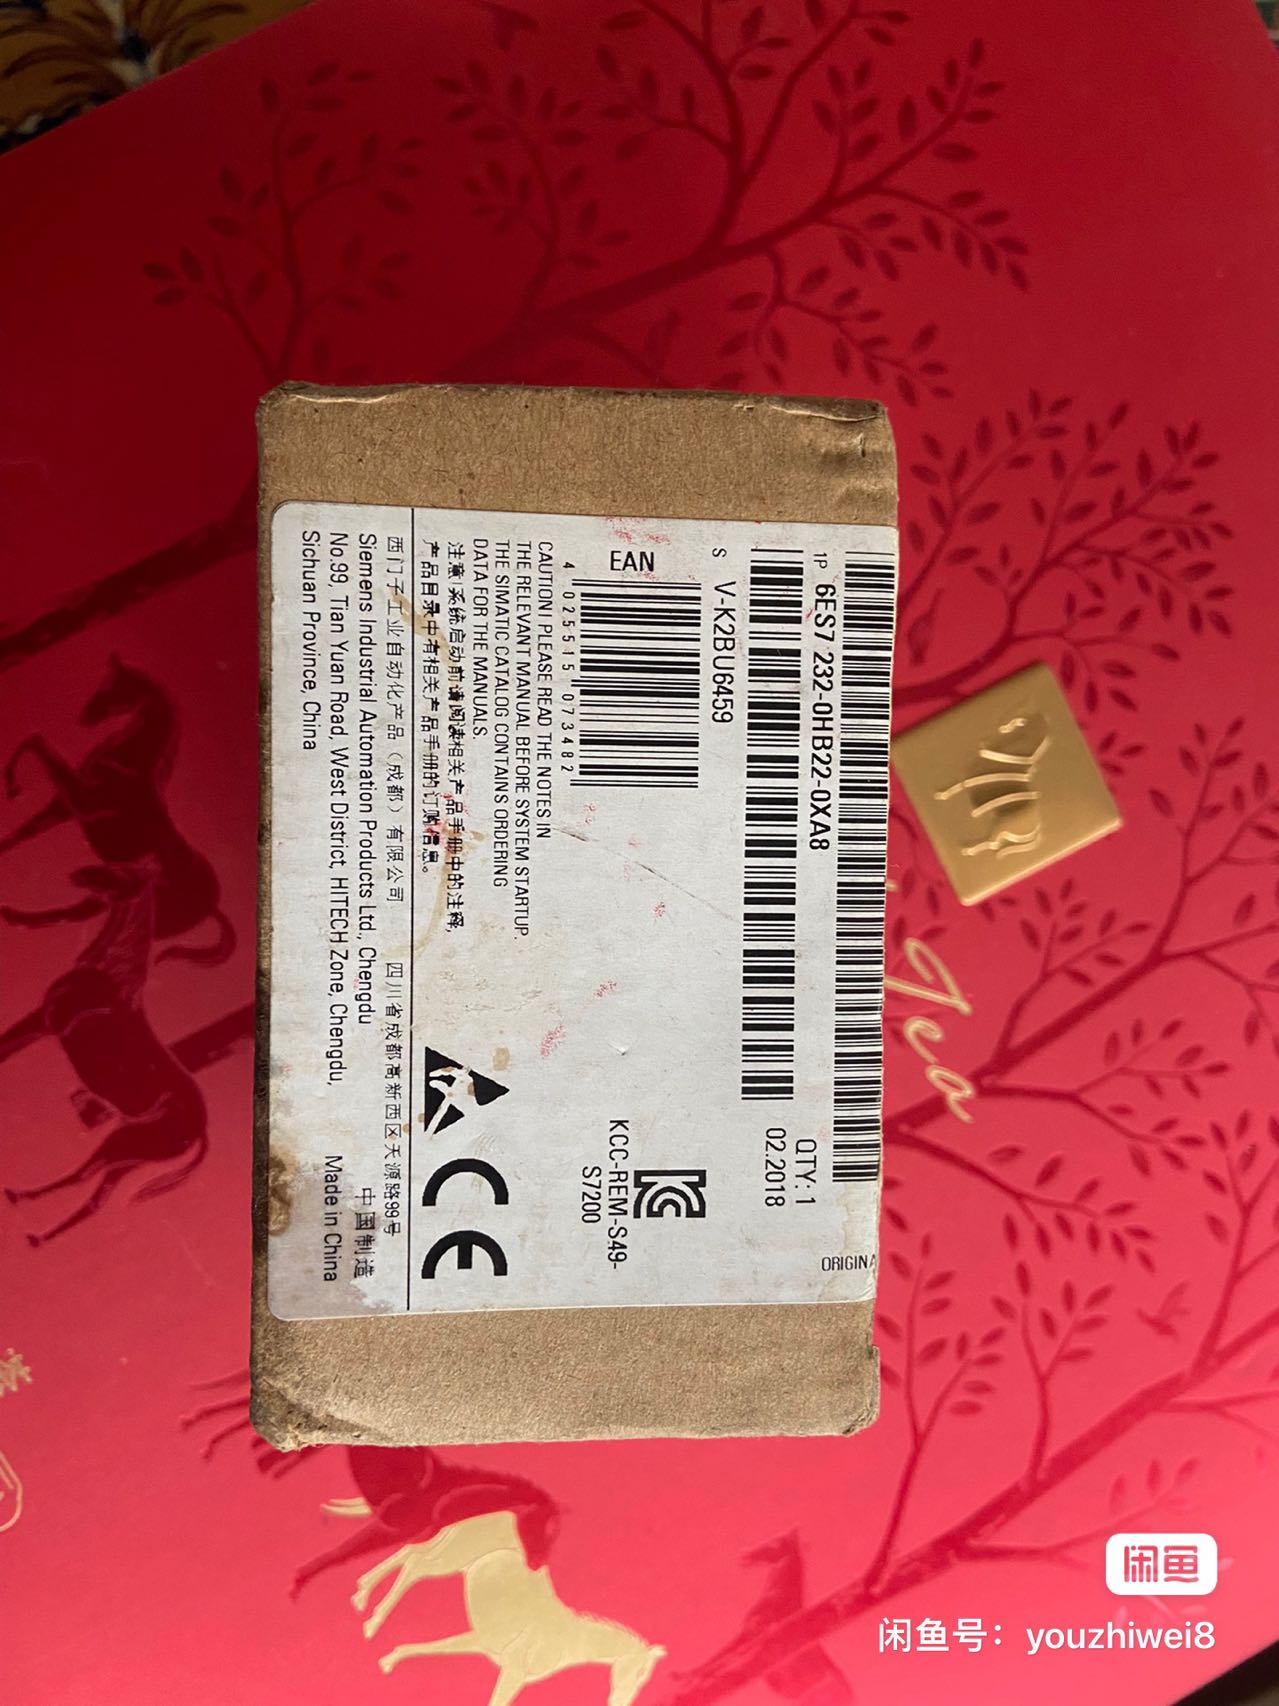 1P 6ES7 232-0HB22-0XA8
QTY: 1
02.2018
ORIGINA
S V-K2BU6459
EAN
4 025515 073482
KCC-REM-S49-
S7200
CAUTION! PLEASE READ THE NOTES IN
THE RELEVANT MANUAL BEFORE SYSTEM STARTUP.
THE SIMATIC CATALOG CONTAINS ORDERING
DATA FOR THE MANUALS.
注意!系统启动前请阅读相关产品手册中的注释,
产品目录中有相关产品手册的订购信息。
CE
西门子工业自动化产品(成都)有限公司 四川省成都高新西区天源路99号
Siemens Industrial Automation Products Ltd., Chengdu
中国制造
No.99, Tian Yuan Road, West District, HITECH Zone, Chengdu,
Sichuan Province, China
Made in China
Tea
闲鱼
闲鱼号：youzhiwei8